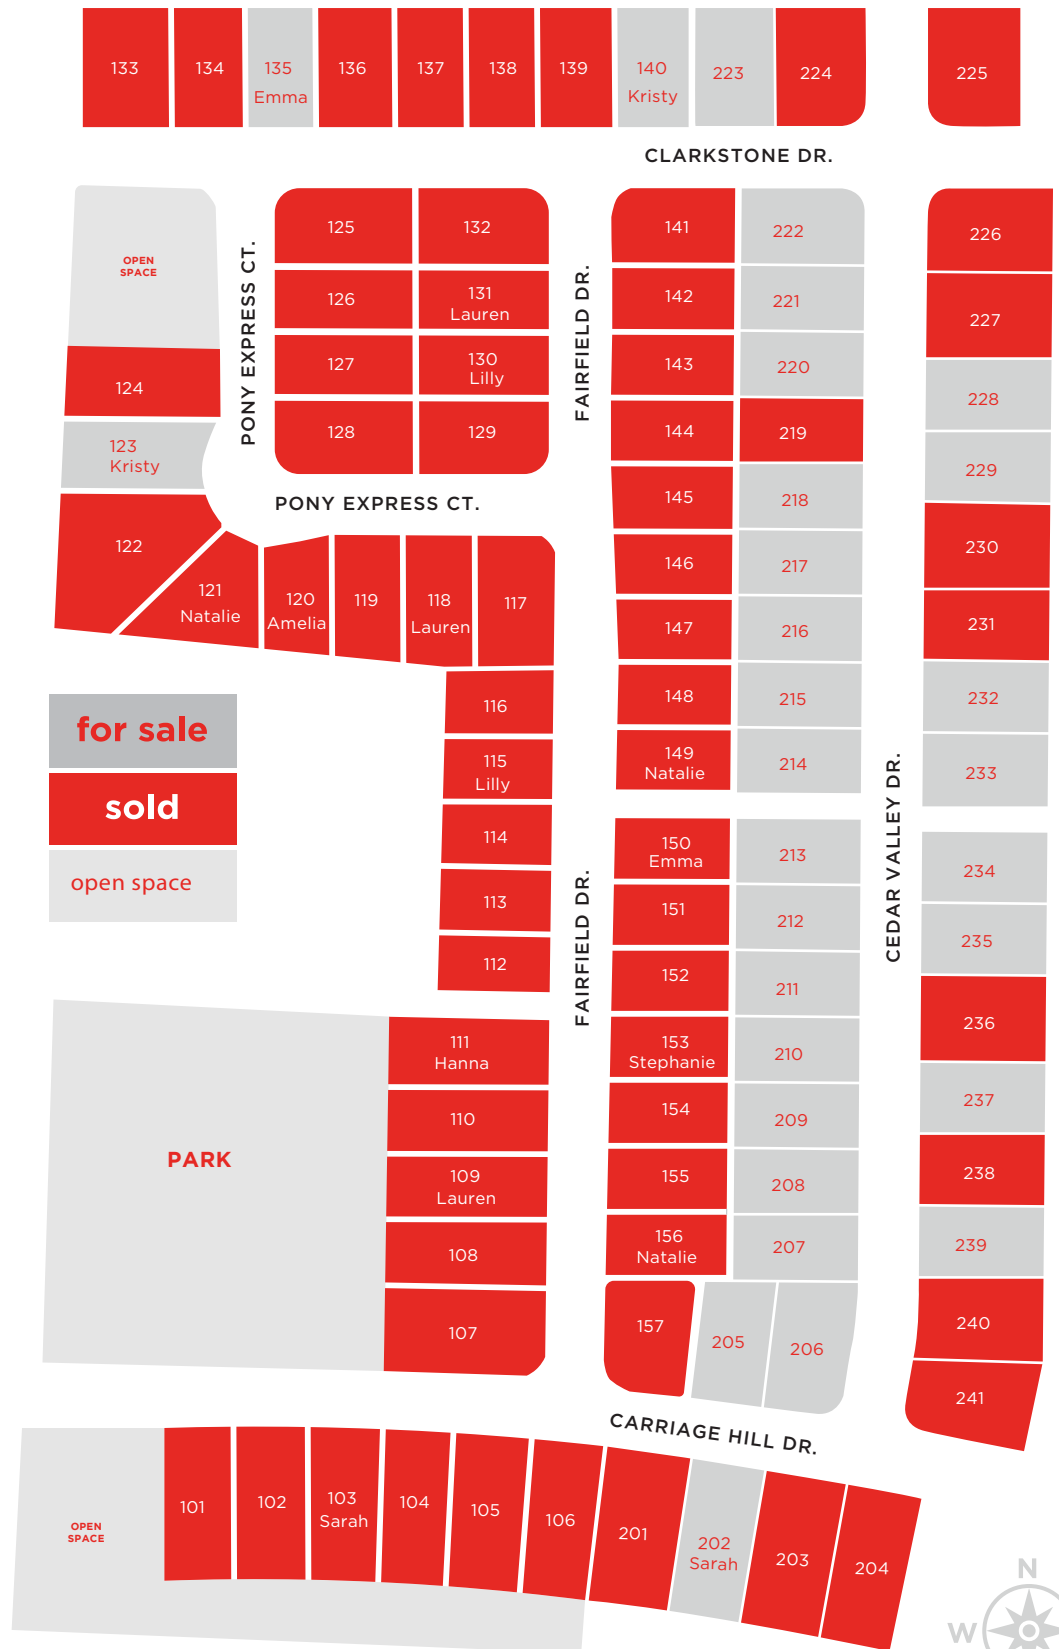 133
134
135
Emma
136
137
138
139
140
Kristy
223
224
225
CLARKSTONE DR.
OPEN
SPACE
124
123
Kristy
122
PONY EXPRESS CT.
125
132
126
131
Lauren
127
130
Lilly
128
129
PONY EXPRESS CT.
121
Natalie
120
Amelia
119
118
Lauren
117
116
115
Lilly
114
113
112
for sale
sold
open space
FAIRFIELD DR.
141
222
142
221
143
220
144
219
145
218
146
217
147
216
148
215
149
Natalie
214
150
Emma
213
151
212
152
211
153
Stephanie
210
154
209
155
208
156
Natalie
207
157
205
206
FAIRFIELD DR.
CEDAR VALLEY DR.
226
227
228
229
230
231
232
233
234
235
236
237
238
239
240
241
PARK
111
Hanna
110
109
Lauren
108
107
CARRIAGE HILL DR.
OPEN
SPACE
101
102
103
Sarah
104
105
106
201
202
Sarah
203
204
N
W